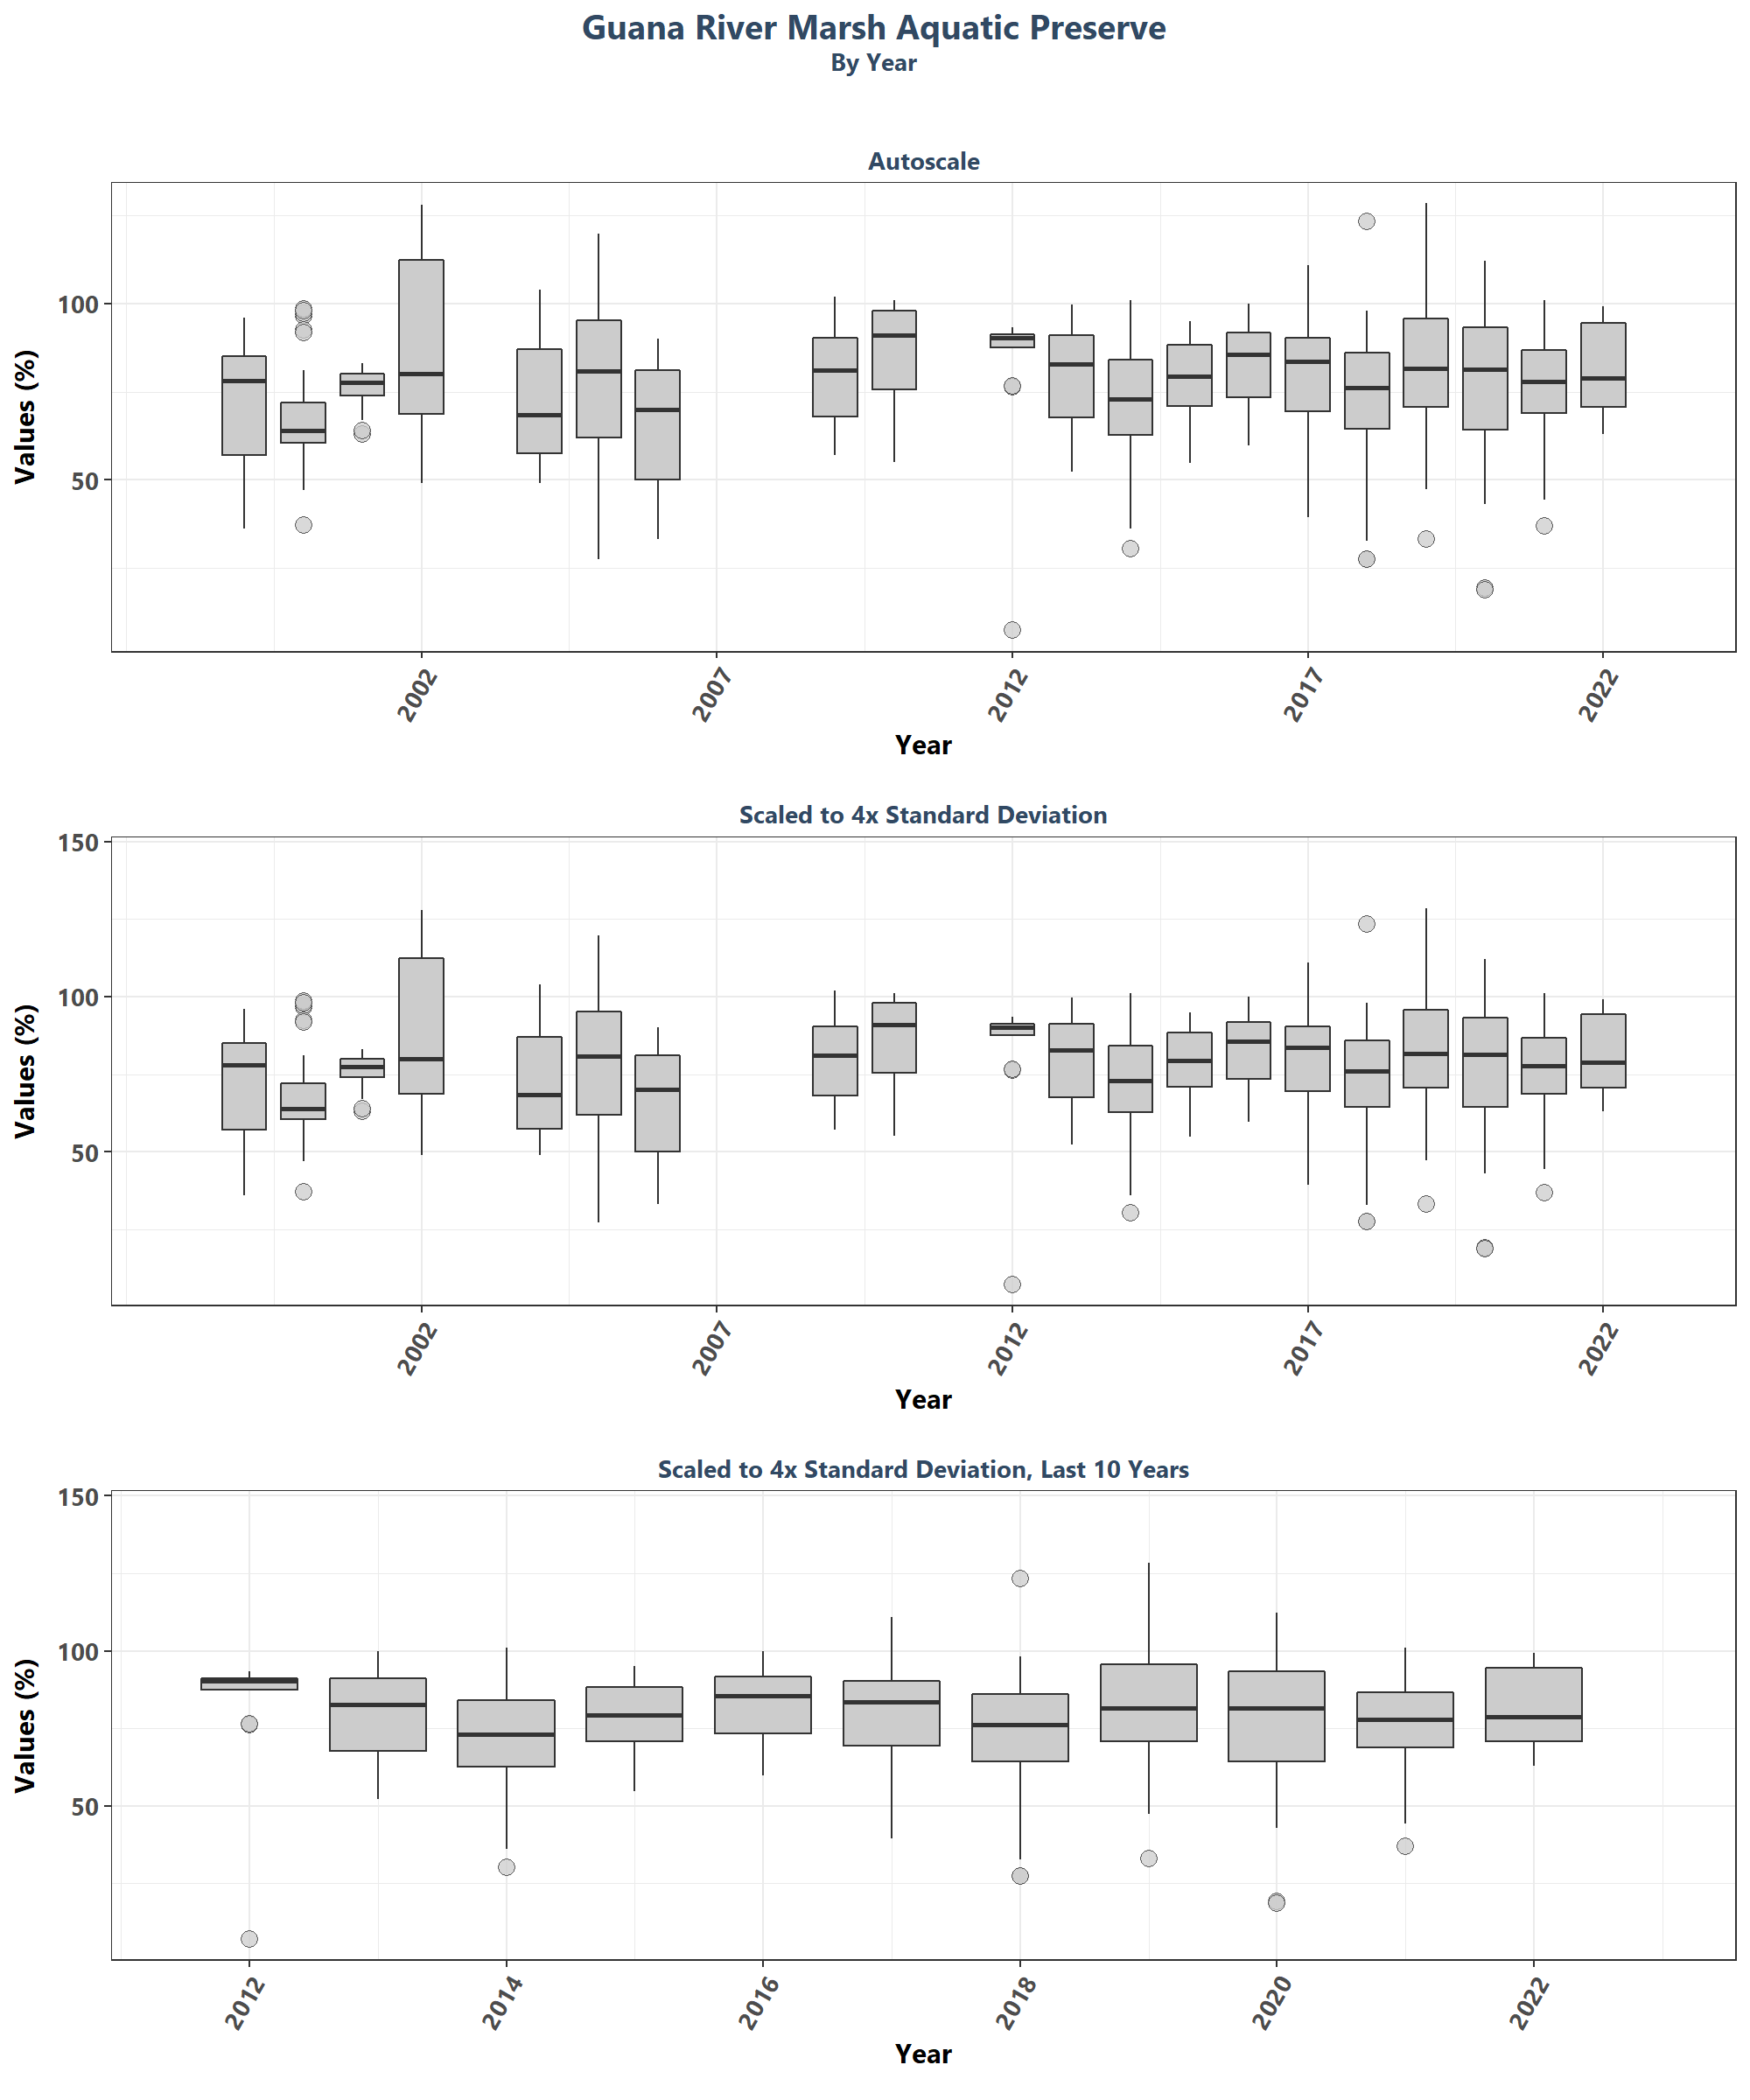 Guana River Marsh Aquatic Preserve
By Year
Autoscale
Values (%)
100
50
2002 2007 2012 2017 2022
Year
Scaled to 4x Standard Deviation
Values (%)
150
100
50
2002 2007 2012 2017 2022
Year
Scaled to 4x Standard Deviation, Last 10 Years
Values (%)
150
100
50
2012 2014 2016 2018 2020 2022
Year